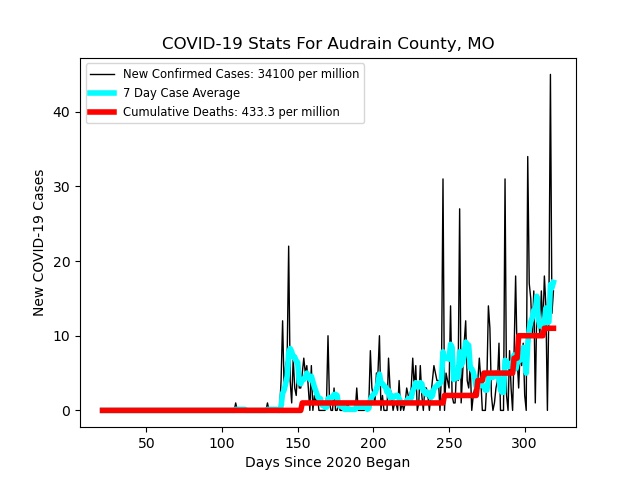 COVID-19 Stats For Audrain County, MO
New Confirmed Cases: 34100 per million
7 Day Case Average
Cumulative Deaths: 433.3 per million
New COVID-19 Cases
40
30
20
10
0
50
100
150
200
250
300
Days Since 2020 Began